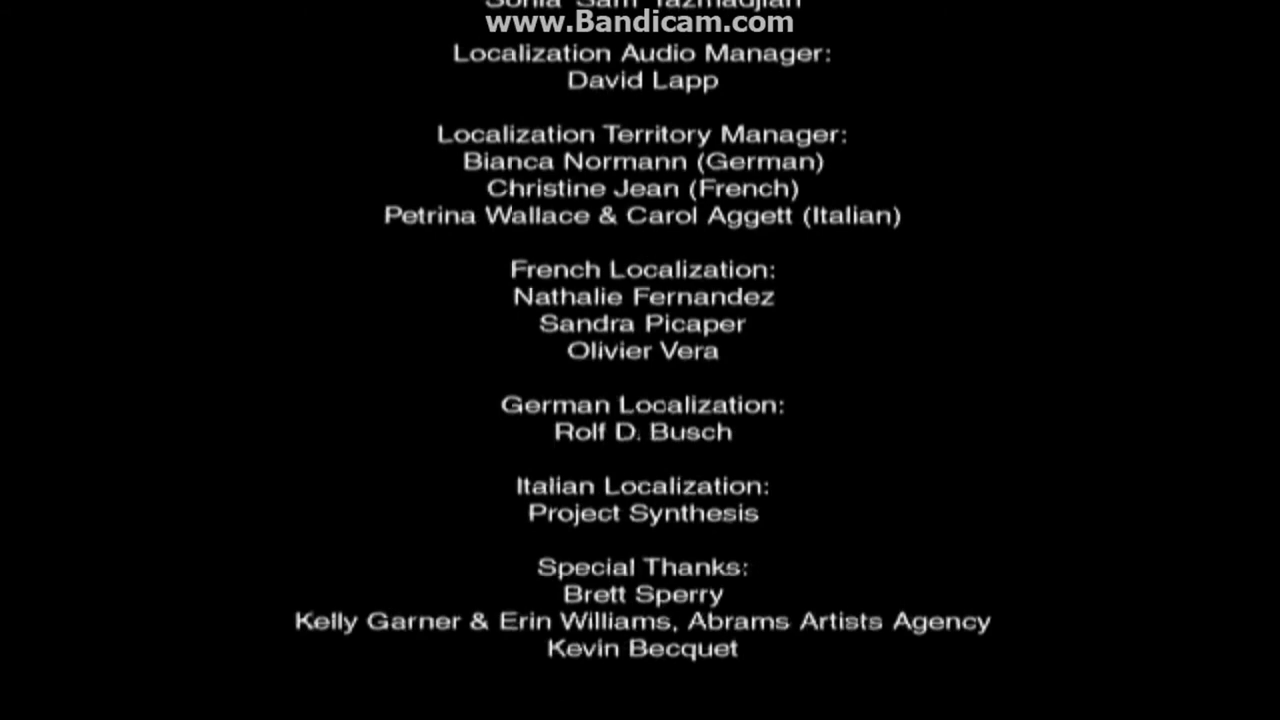 www.Bandicam.com
Localization Audio Manager:
David Lapp
Localization Territory Manager:
Bianca Normann (German)
Christine Jean (French)
Petrina Wallace & Carol Aggett (Italian)
French Localization:
Nathalie Fernandez
Sandra Picaper
Olivier Vera
German Localization:
Rolf D. Busch
Italian Localization:
Project Synthesis
Special Thanks:
Brett Sperry
Kelly Garner & Erin Williams, Abrams Artists Agency
Kevin Becquet